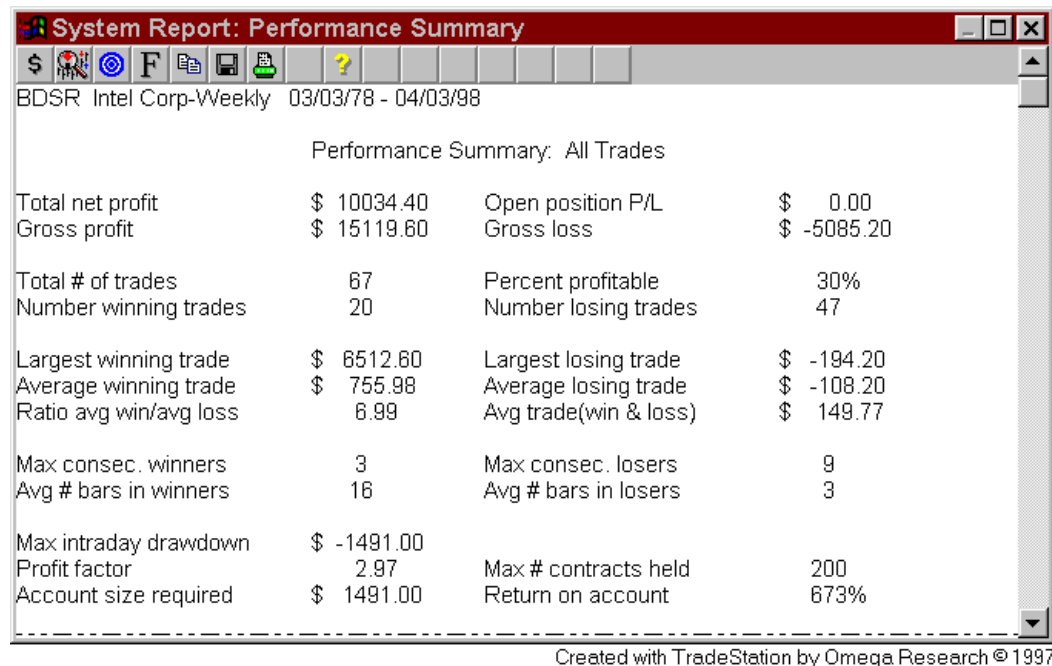 System Report: Performance Summary
$ F ?
BDSR Intel Corp-Weekly 03/03/78 - 04/03/98
Performance Summary: All Trades
Total net profit $ 10034.40 Open position P/L $ 0.00
Gross profit $ 15119.60 Gross loss $ -5085.20
Total # of trades 67 Percent profitable 30%
Number winning trades 20 Number losing trades 47
Largest winning trade $ 6512.60 Largest losing trade $ -194.20
Average winning trade $ 755.98 Average losing trade $ -108.20
Ratio avg win/avg loss 6.99 Avg trade(win & loss) $ 149.77
Max consec. winners 3 Max consec. losers 9
Avg # bars in winners 16 Avg # bars in losers 3
Max intraday drawdown $ -1491.00
Profit factor 2.97 Max # contracts held 200
Account size required $ 1491.00 Return on account 673%
Created with TradeStation by Omega Research © 1997